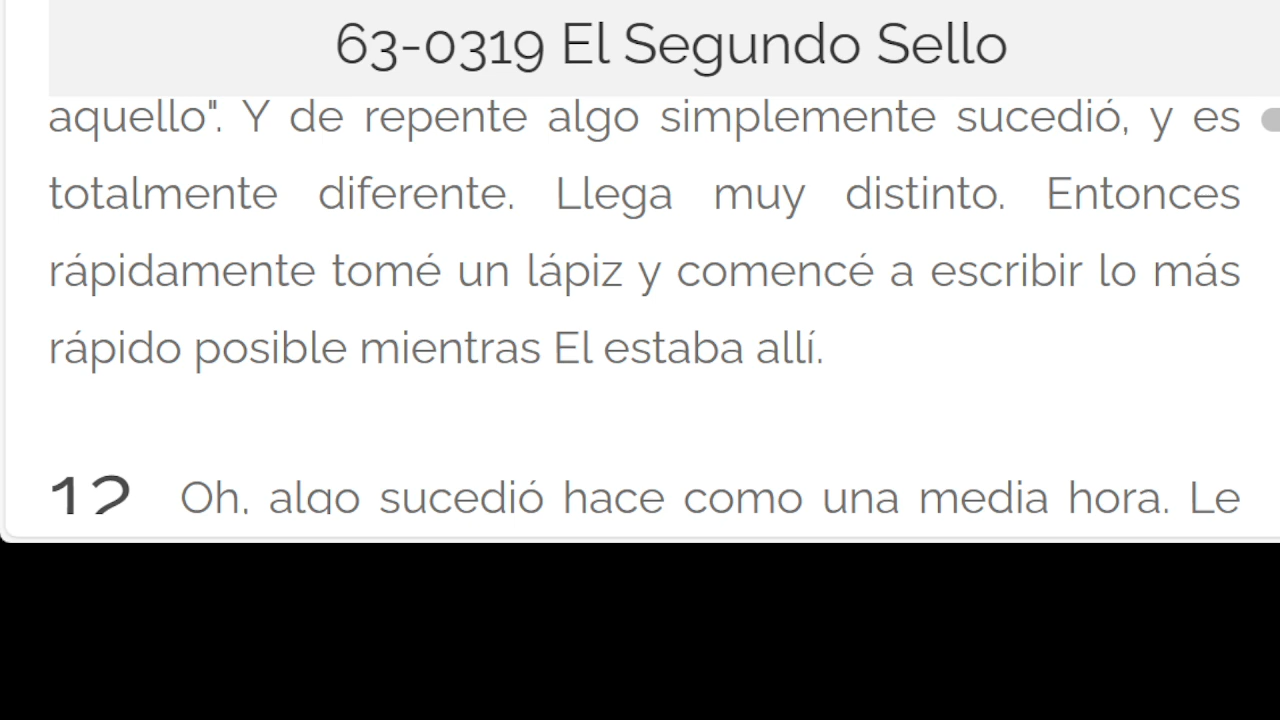 63-0319 El Segundo Sello
aquello". Y de repente algo simplemente sucedió, y es
totalmente diferente. Llega muy distinto. Entonces
rápidamente tomé un lápiz y comencé a escribir lo más
rápido posible mientras El estaba allí.
12 Oh, algo sucedió hace como una media hora. Le